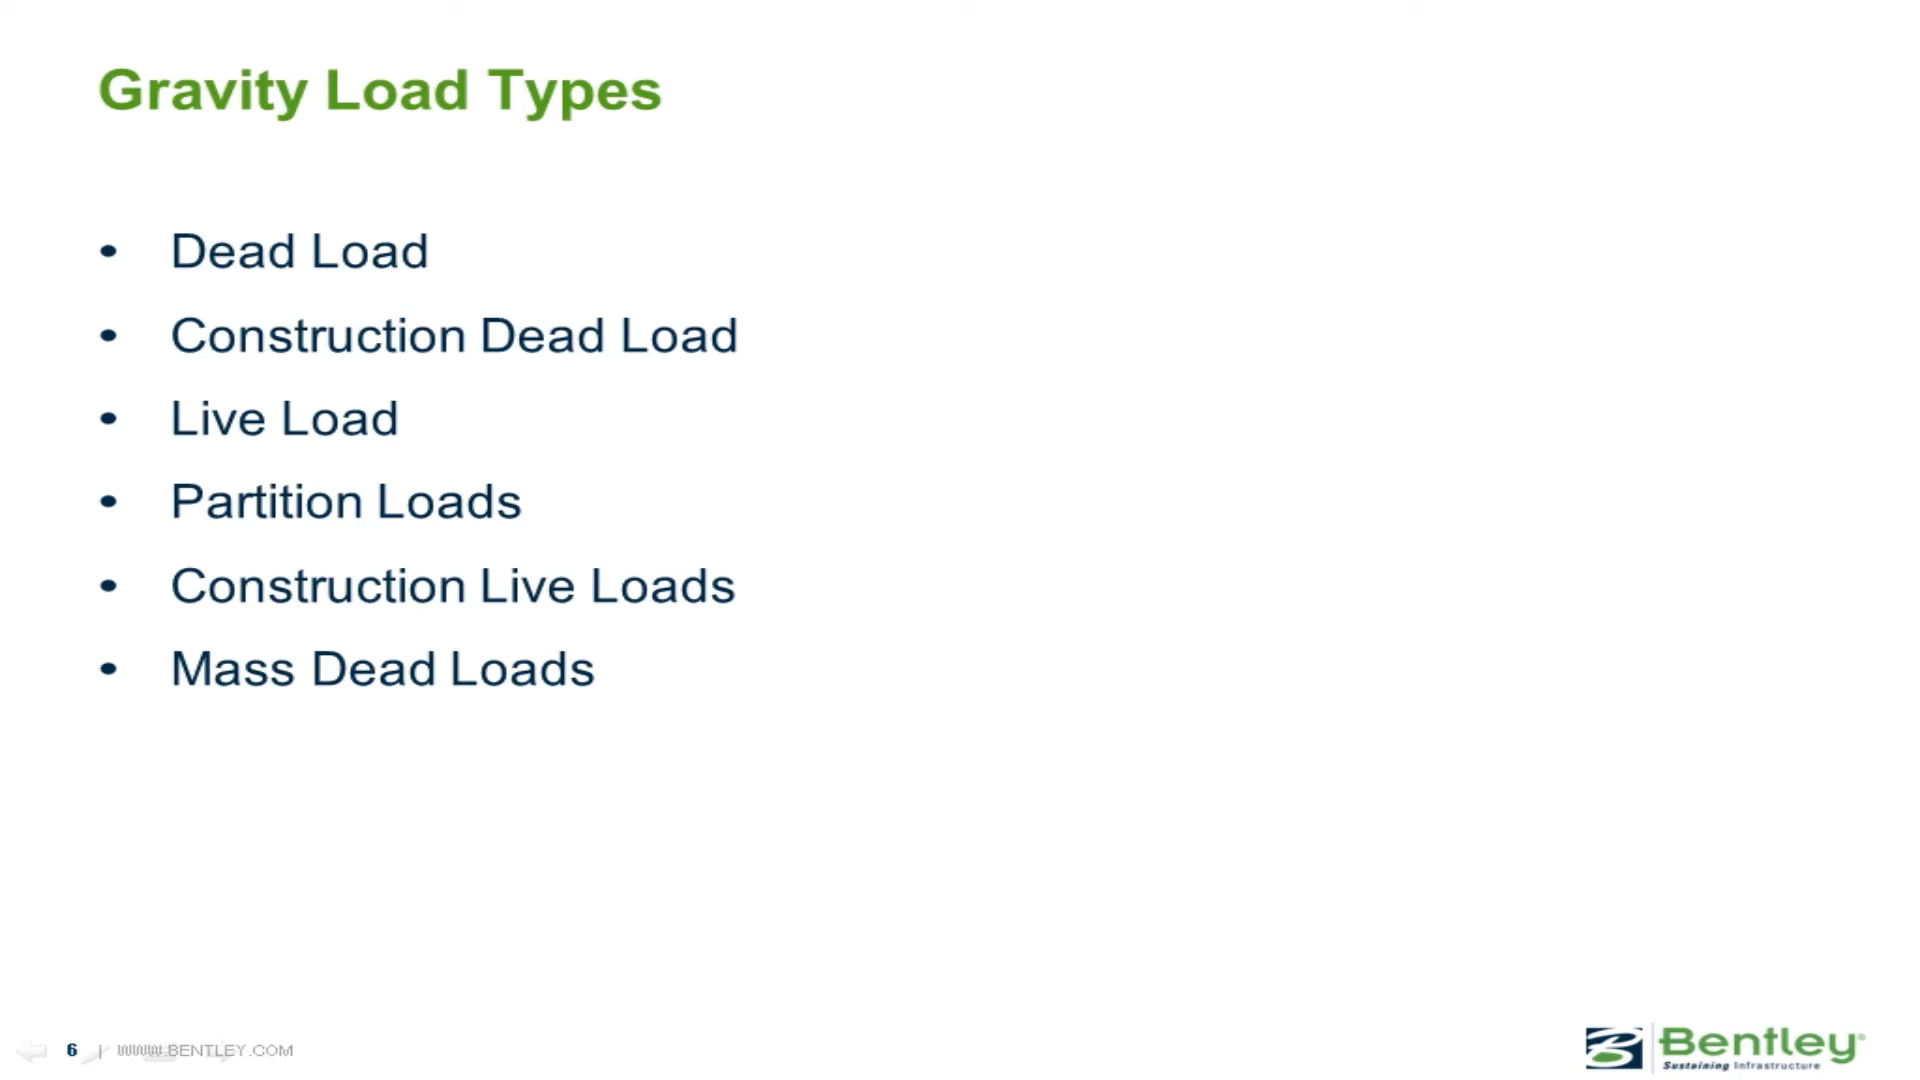 Gravity Load Types
• Dead Load
• Construction Dead Load
• Live Load
• Partition Loads
• Construction Live Loads
• Mass Dead Loads
6 | WWW.BENTLEY.COM
Bentley®
Sustaining Infrastructure